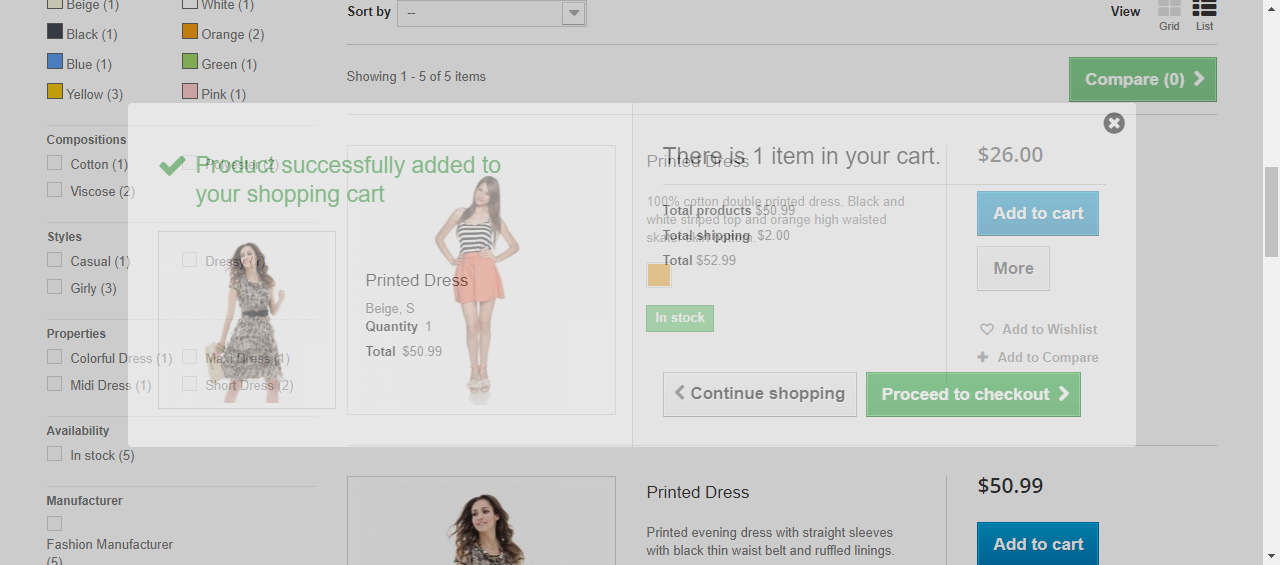 Beige (1)
White (1)
Black (1)
Orange (2)
Blue (1)
Green (1)
Yellow (3)
Pink (1)
Compositions
Cotton (1)
Polyester (2)
Viscose (2)
Styles
Casual (1)
Dressy (1)
Girly (3)
Properties
Colorful Dress (1)
Maxi Dress (1)
Midi Dress (1)
Short Dress (2)
Availability
In stock (5)
Manufacturer
Fashion Manufacturer
(5)
Sort by
--
View
Grid
List
Showing 1 - 5 of 5 items
Compare (0)
Product successfully added to
your shopping cart
Printed Dress
Beige, S
Quantity 1
Total $50.99
There is 1 item in your cart.
Total products $50.99
Total shipping $2.00
Total $52.99
Continue shopping
Proceed to checkout
Printed Dress
100% cotton double printed dress. Black and
white striped top and orange high waisted
skater skirt bottom.
In stock
$26.00
Add to cart
More
Add to Wishlist
Add to Compare
Printed Dress
Printed evening dress with straight sleeves
with black thin waist belt and ruffled linings.
$50.99
Add to cart